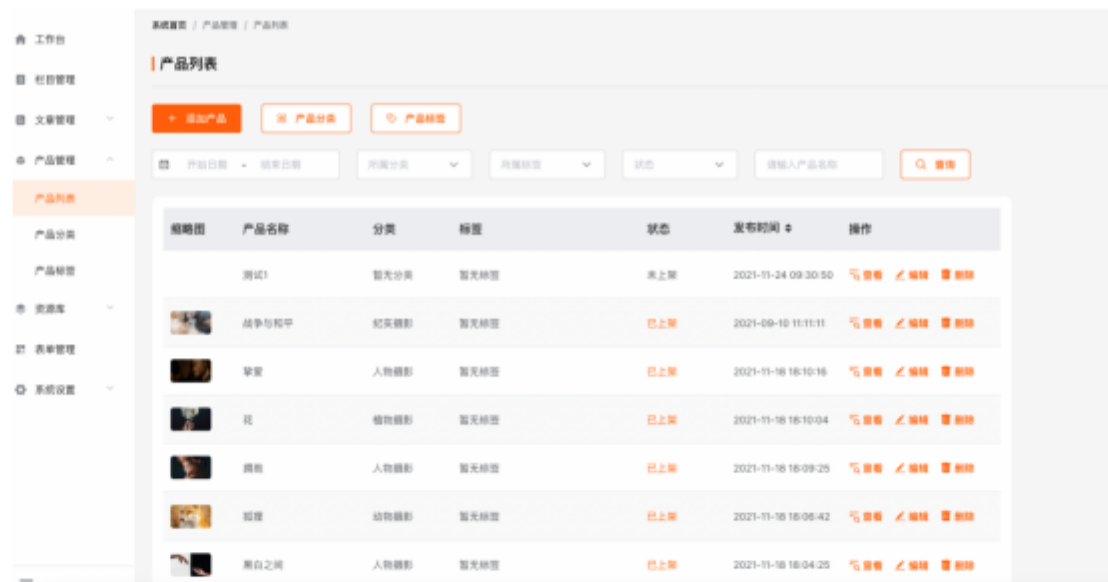 系统首页 / 产品管理 / 产品列表
工作台
栏目管理
文章管理
产品管理
产品列表
产品分类
产品标签
资源库
表单管理
系统设置
产品列表
+ 添加产品 产品分类 产品标签
开始日期 - 结束日期 所属分类 所属标签 状态 请输入产品名称 查询
缩略图 产品名称 分类 标签 状态 发布时间 操作
测试1 暂无分类 暂无标签 未上架 2021-11-24 09:30:50 查看 编辑 删除
战争与和平 纪实摄影 暂无标签 已上架 2021-09-10 11:11:11 查看 编辑 删除
挚爱 人物摄影 暂无标签 已上架 2021-11-18 18:10:16 查看 编辑 删除
花 植物摄影 暂无标签 已上架 2021-11-18 18:10:04 查看 编辑 删除
拥抱 人物摄影 暂无标签 已上架 2021-11-18 18:09:25 查看 编辑 删除
狐狸 动物摄影 暂无标签 已上架 2021-11-18 18:06:42 查看 编辑 删除
黑白之间 人物摄影 暂无标签 已上架 2021-11-18 18:04:25 查看 编辑 删除